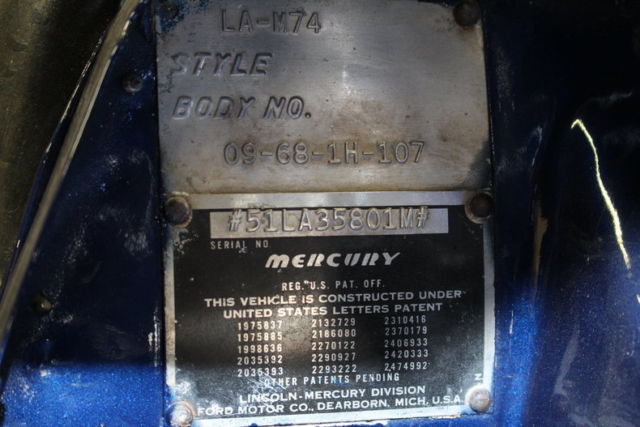 LA-M74
STYLE
BODY NO.
09-68-1H-107
#51LA35801M#
SERIAL NO.
MERCURY
REG. U.S. PAT. OFF.
THIS VEHICLE IS CONSTRUCTED UNDER
UNITED STATES LETTERS PATENT
1975837 2132729 2310416
1975885 2186080 2370179
1998636 2270122 2406933
2035392 2290927 2420333
2035393 2293222 2474992
OTHER PATENTS PENDING
LINCOLN-MERCURY DIVISION
FORD MOTOR CO., DEARBORN, MICH. U.S.A.